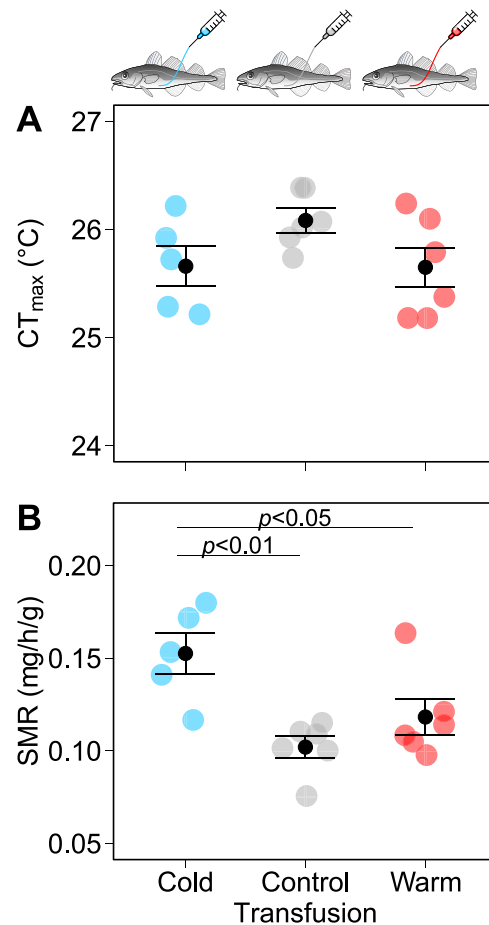 A
27
26
25
24
CTmax (°C)
B
p<0.05
p<0.01
0.20
0.15
0.10
0.05
SMR (mg/h/g)
Cold Control Warm
Transfusion